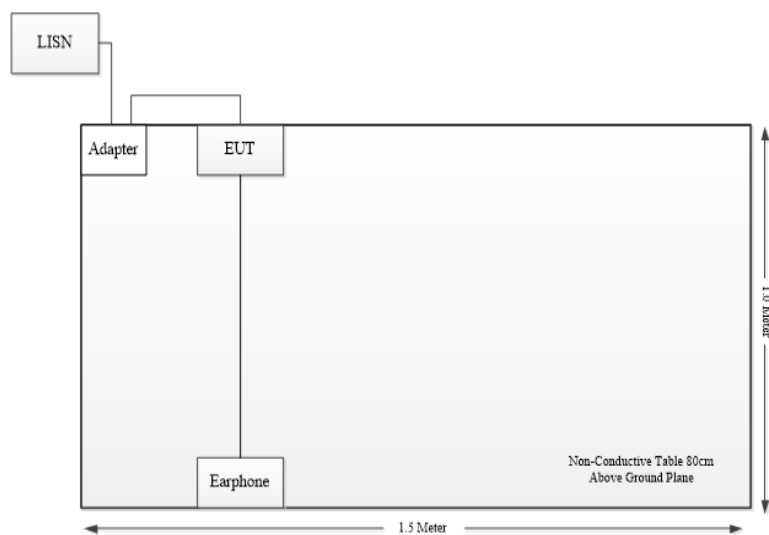 LISN
Adapter
EUT
1.0 Meter
Earphone
Non-Conductive Table 80cm
Above Ground Plane
1.5 Meter